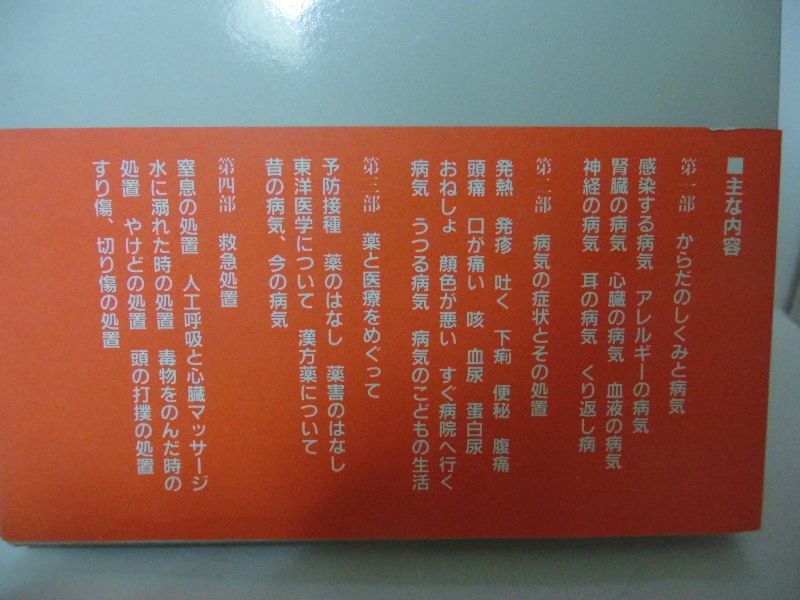 ■主な内容
第一部 からだのしくみと病気
感染する病気 アレルギーの病気
腎臓の病気 心臓の病気 血液の病気
神経の病気 耳の病気 くり返し病
第二部 病気の症状とその処置
発熱 発疹 吐く 下痢 便秘 腹痛
頭痛 口が痛い 咳 血尿 蛋白尿
おねしょ 顔色が悪い すぐ病院へ行く
病気 うつる病気 病気のこどもの生活
第三部 薬と医療をめぐって
予防接種 薬のはなし 薬害のはなし
東洋医学について 漢方薬について
昔の病気、今の病気
第四部 救急処置
窒息の処置 人工呼吸と心臓マッサージ
水に溺れた時の処置 毒物をのんだ時の
処置 やけどの処置 頭の打撲の処置
すり傷、切り傷の処置